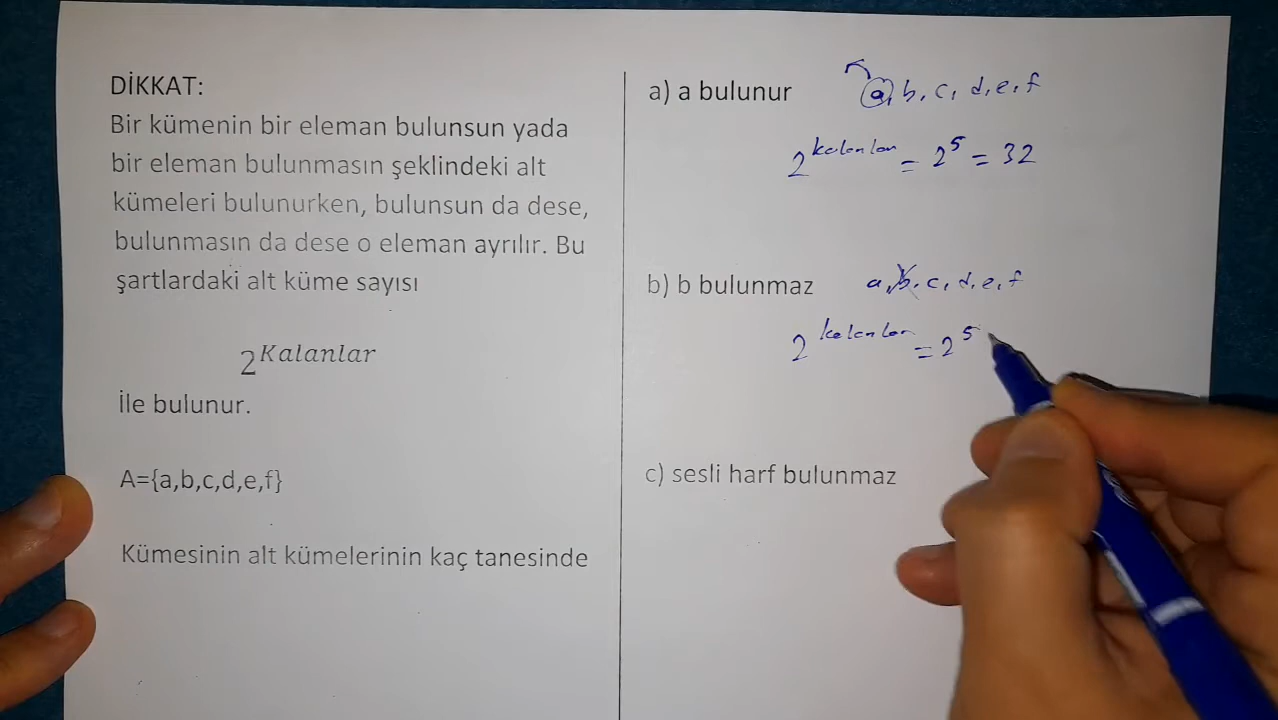 DİKKAT:
Bir kümenin bir eleman bulunsun yada
bir eleman bulunmasın şeklindeki alt
kümeleri bulunurken, bulunsun da dese,
bulunmasın da dese o eleman ayrılır. Bu
şartlardaki alt küme sayısı
2^Kalanlar
İle bulunur.
A={a,b,c,d,e,f}
Kümesinin alt kümelerinin kaç tanesinde
a) a bulunur a, b, c, d, e, f
2^kalanlar = 2^5 = 32
b) b bulunmaz a, b, c, d, e, f
2^kalanlar = 2^5
c) sesli harf bulunmaz